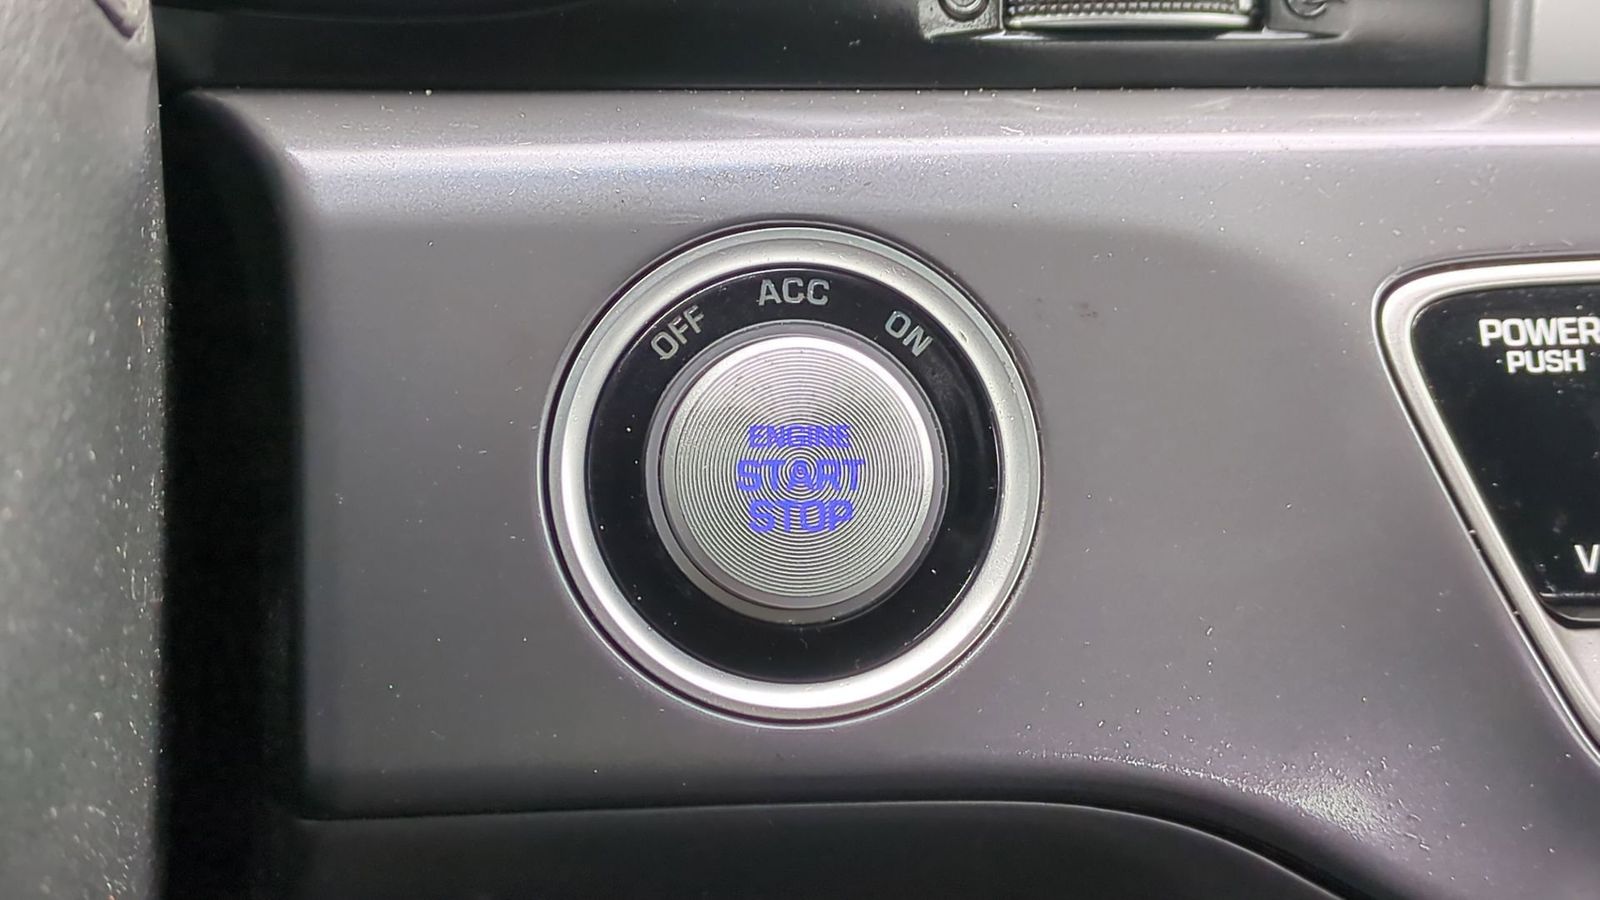 OFF ACC ON
ENGINE
START
STOP
POWER
PUSH
V